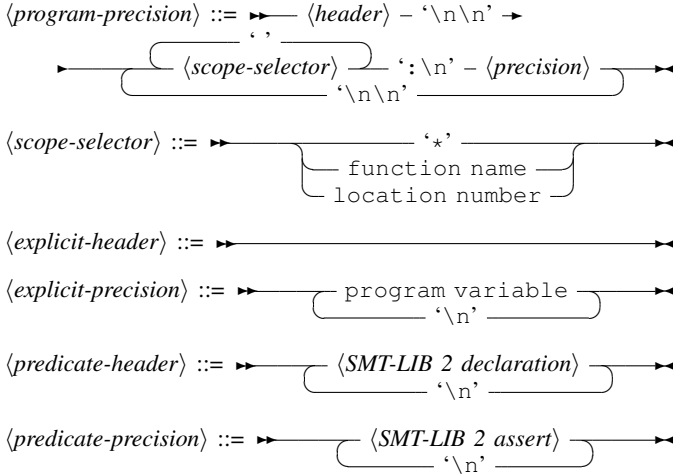 ⟨program-precision⟩ ::= ⟨header⟩ ‘\n\n’
‘ ’
⟨scope-selector⟩ ‘:\n’ ⟨precision⟩
‘\n\n’
⟨scope-selector⟩ ::= ‘*’
function name
location number
⟨explicit-header⟩ ::=
⟨explicit-precision⟩ ::= program variable
‘\n’
⟨predicate-header⟩ ::= ⟨SMT-LIB 2 declaration⟩
‘\n’
⟨predicate-precision⟩ ::= ⟨SMT-LIB 2 assert⟩
‘\n’